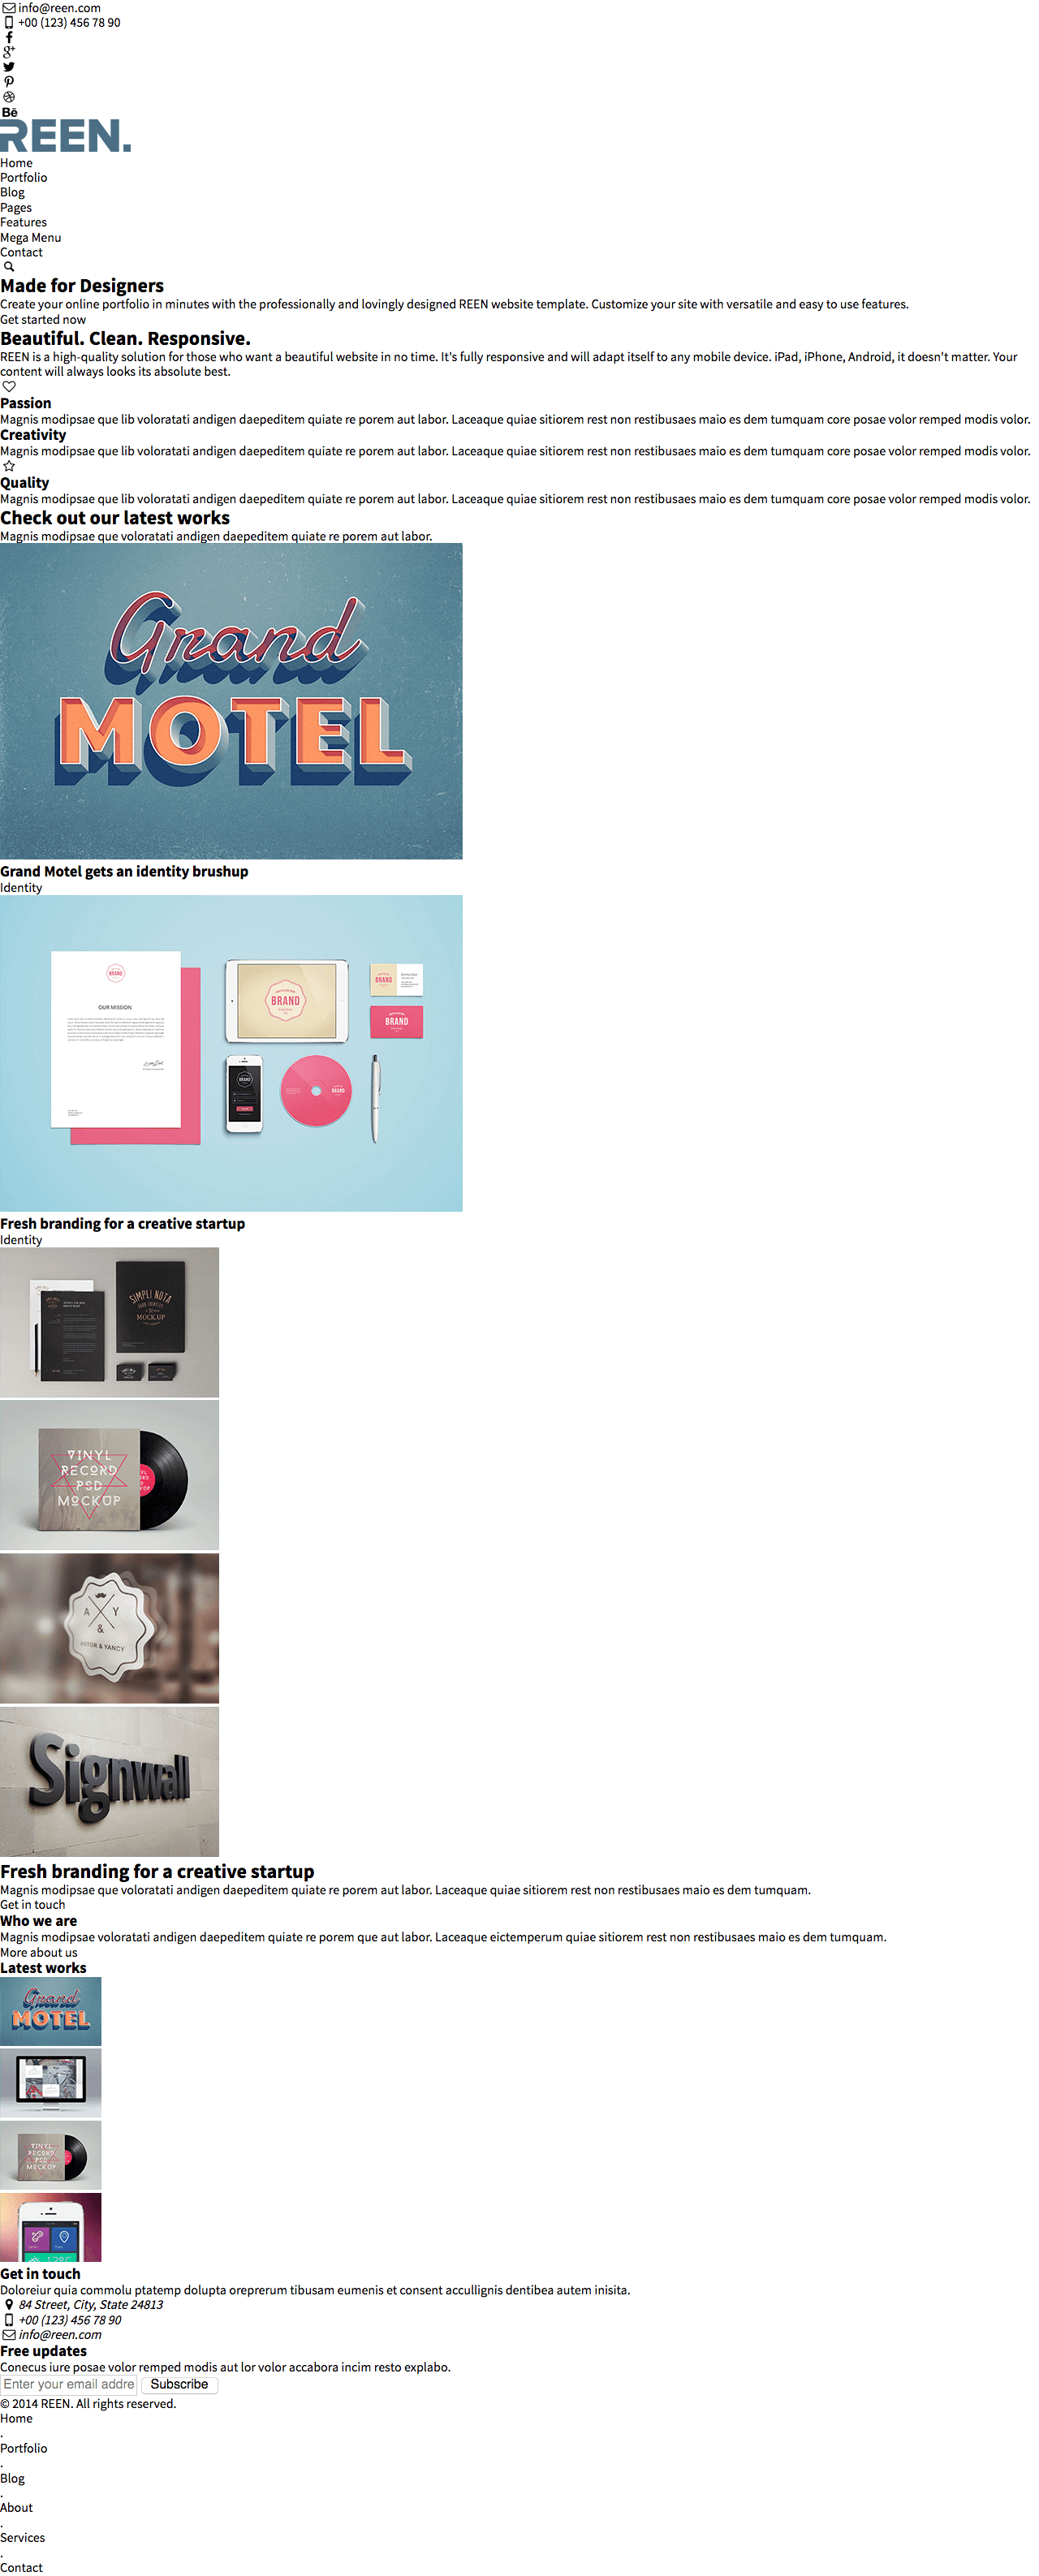 info@reen.com
+00 (123) 456 78 90
Bē
REEN.
Home
Portfolio
Blog
Pages
Features
Mega Menu
Contact
Made for Designers
Create your online portfolio in minutes with the professionally and lovingly designed REEN website template. Customize your site with versatile and easy to use features.
Get started now
Beautiful. Clean. Responsive.
REEN is a high-quality solution for those who want a beautiful website in no time. It's fully responsive and will adapt itself to any mobile device. iPad, iPhone, Android, it doesn't matter. Your
content will always looks its absolute best.
Passion
Magnis modipsae que lib voloratati andigen daepeditem quiate re porem aut labor. Laceaque quiae sitiorem rest non restibusaes maio es dem tumquam core posae volor remped modis volor.
Creativity
Magnis modipsae que lib voloratati andigen daepeditem quiate re porem aut labor. Laceaque quiae sitiorem rest non restibusaes maio es dem tumquam core posae volor remped modis volor.
Quality
Magnis modipsae que lib voloratati andigen daepeditem quiate re porem aut labor. Laceaque quiae sitiorem rest non restibusaes maio es dem tumquam core posae volor remped modis volor.
Check out our latest works
Magnis modipsae que voloratati andigen daepeditem quiate re porem aut labor.
Grand
MOTEL
Grand Motel gets an identity brushup
Identity
BRAND
OUR MISSION
BRAND
BRAND
BRAND
BRAND
BRAND
Fresh branding for a creative startup
Identity
SIMPLI NOTA
DARK IDENTITY
MOCKUP
VINYL
RECORD
PSD
MOCKUP
A Y
&
ASTOR & YANCY
Signwall
Fresh branding for a creative startup
Magnis modipsae que voloratati andigen daepeditem quiate re porem aut labor. Laceaque quiae sitiorem rest non restibusaes maio es dem tumquam.
Get in touch
Who we are
Magnis modipsae voloratati andigen daepeditem quiate re porem que aut labor. Laceaque eictemperum quiae sitiorem rest non restibusaes maio es dem tumquam.
More about us
Latest works
Grand
MOTEL
VINYL
RECORD
PSD
MOCKUP
Get in touch
Doloreiur quia commolu ptatemp dolupta oreprerum tibusam eumenis et consent accullignis dentibea autem inisita.
84 Street, City, State 24813
+00 (123) 456 78 90
info@reen.com
Free updates
Conecus iure posae volor remped modis aut lor volor accabora incim resto explabo.
Enter your email addre Subscribe
© 2014 REEN. All rights reserved.
Home
.
Portfolio
.
Blog
.
About
.
Services
.
Contact